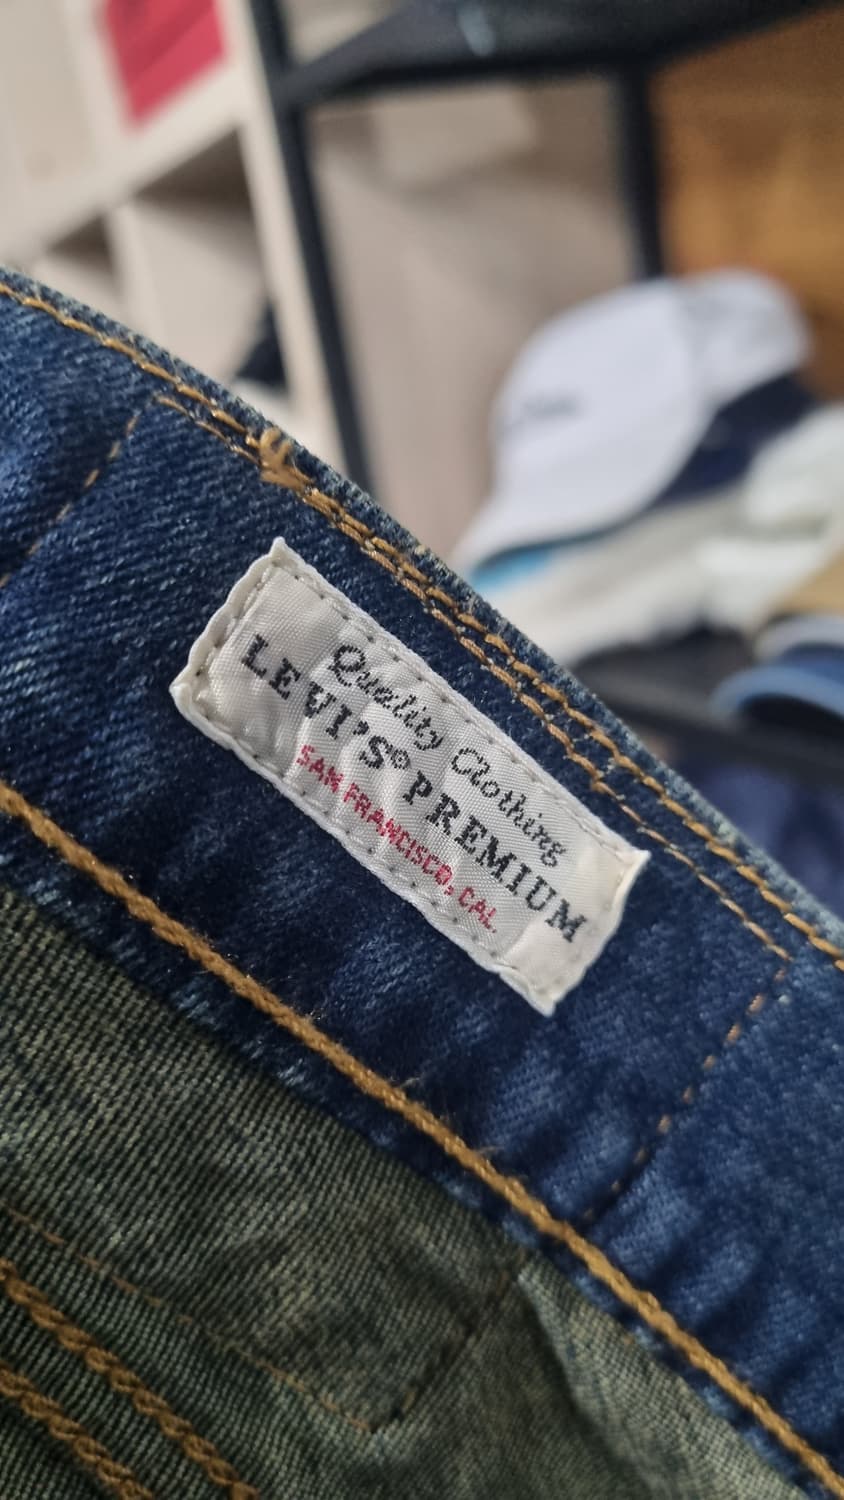 Quality Clothing
LEVI'S® PREMIUM
SAN FRANCISCO, CAL.